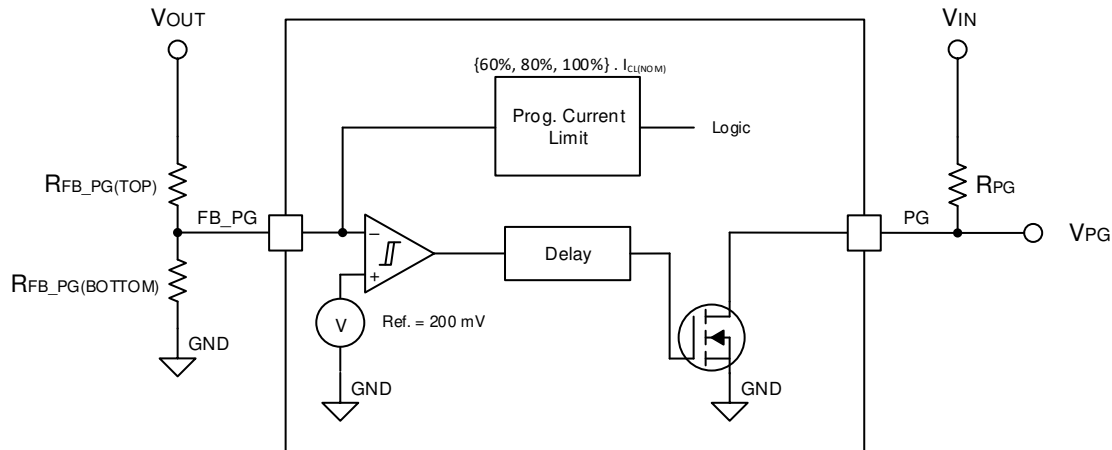 VOUT
VIN
{60%, 80%, 100%} . ICL(NOM)
Prog. Current
Limit
Logic
RFB_PG(TOP)
RPG
FB_PG
PG
VPG
−
+
Delay
RFB_PG(BOTTOM)
V
Ref. = 200 mV
GND
GND
GND